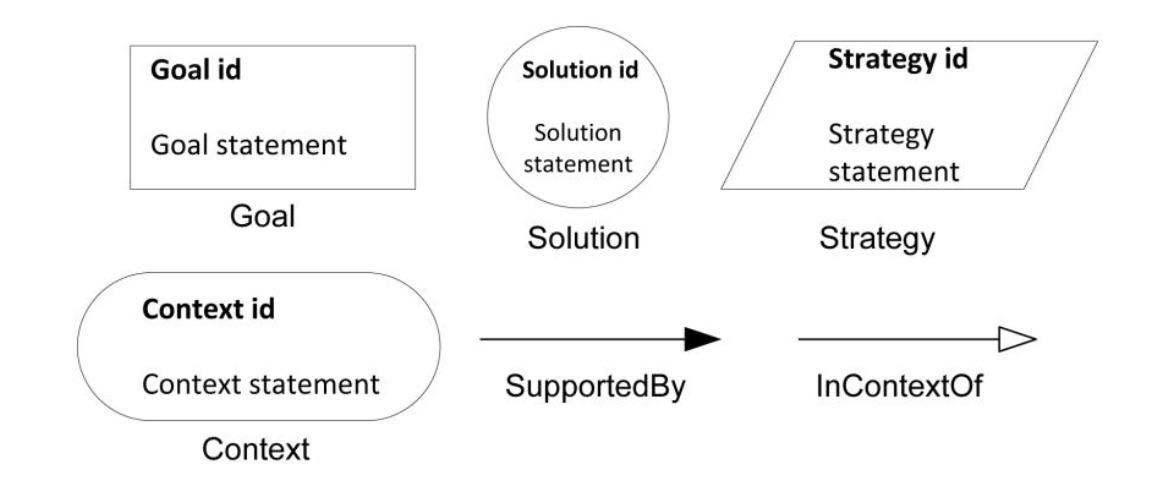 Goal id
Goal statement
Goal
Solution id
Solution
statement
Solution
Strategy id
Strategy
statement
Strategy
Context id
Context statement
Context
SupportedBy
InContextOf